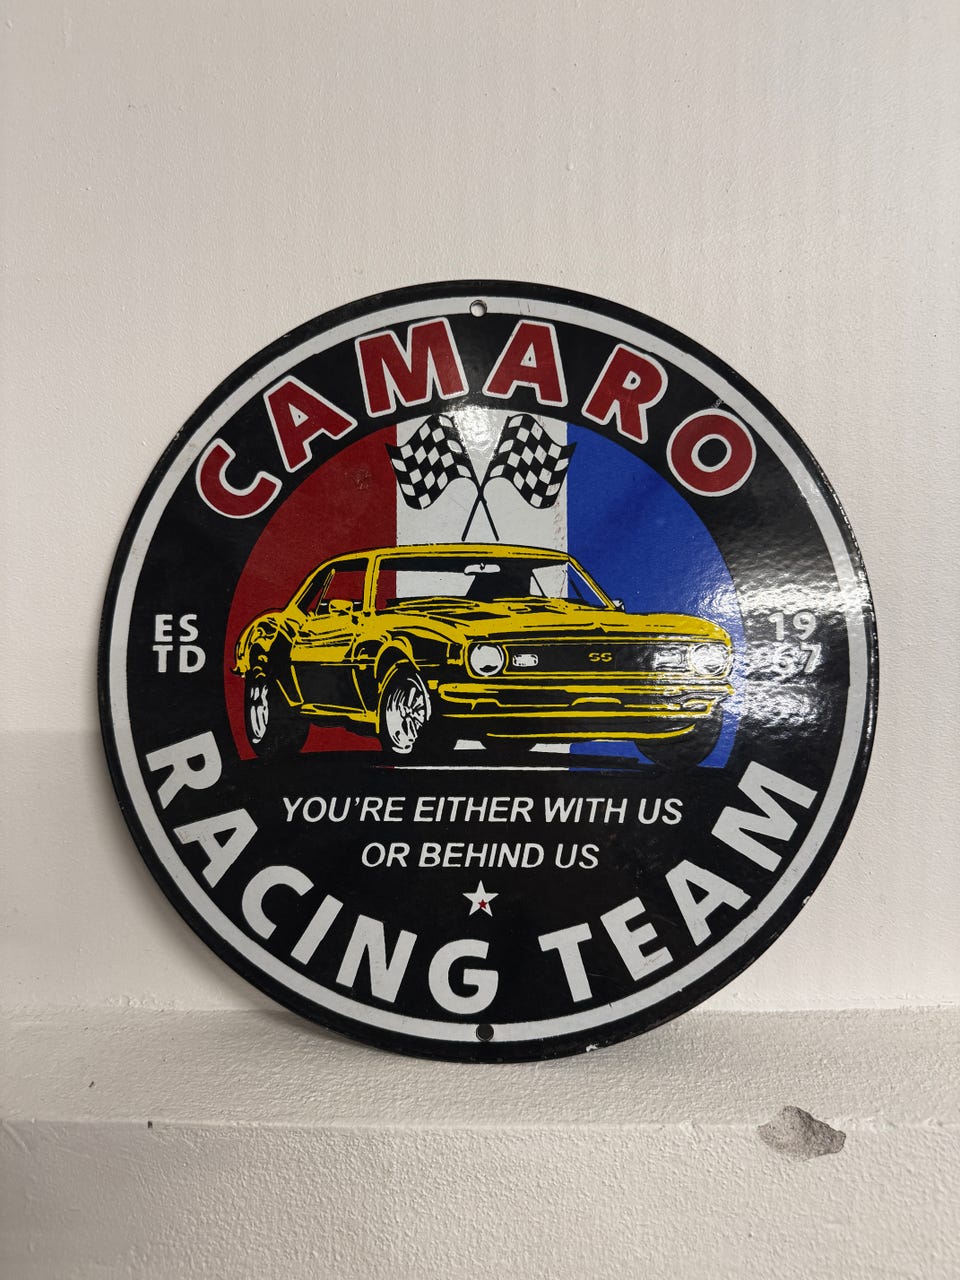 CAMARO
ES
TD
19
67
SS
YOU'RE EITHER WITH US
OR BEHIND US
RACING TEAM